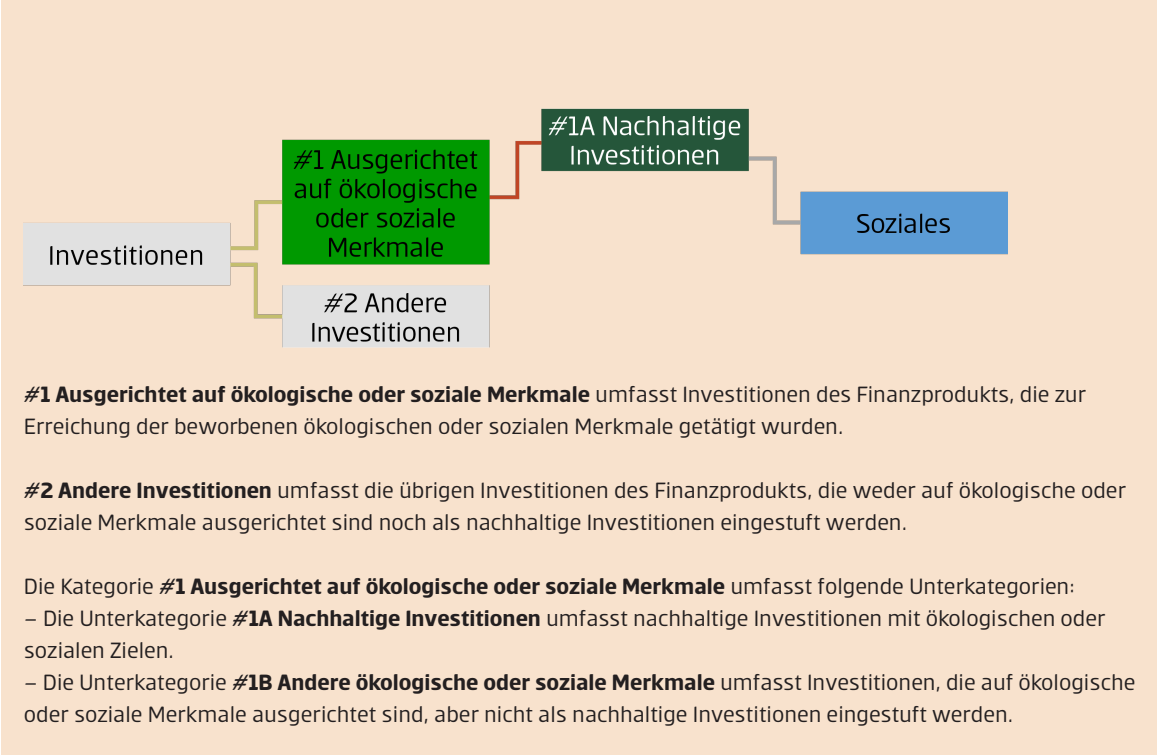 #1A Nachhaltige
Investitionen
#1 Ausgerichtet
auf ökologische
oder soziale
Merkmale
Soziales
Investitionen
#2 Andere
Investitionen
#1 Ausgerichtet auf ökologische oder soziale Merkmale umfasst Investitionen des Finanzprodukts, die zur
Erreichung der beworbenen ökologischen oder sozialen Merkmale getätigt wurden.
#2 Andere Investitionen umfasst die übrigen Investitionen des Finanzprodukts, die weder auf ökologische oder
soziale Merkmale ausgerichtet sind noch als nachhaltige Investitionen eingestuft werden.
Die Kategorie #1 Ausgerichtet auf ökologische oder soziale Merkmale umfasst folgende Unterkategorien:
– Die Unterkategorie #1A Nachhaltige Investitionen umfasst nachhaltige Investitionen mit ökologischen oder
sozialen Zielen.
– Die Unterkategorie #1B Andere ökologische oder soziale Merkmale umfasst Investitionen, die auf ökologische
oder soziale Merkmale ausgerichtet sind, aber nicht als nachhaltige Investitionen eingestuft werden.